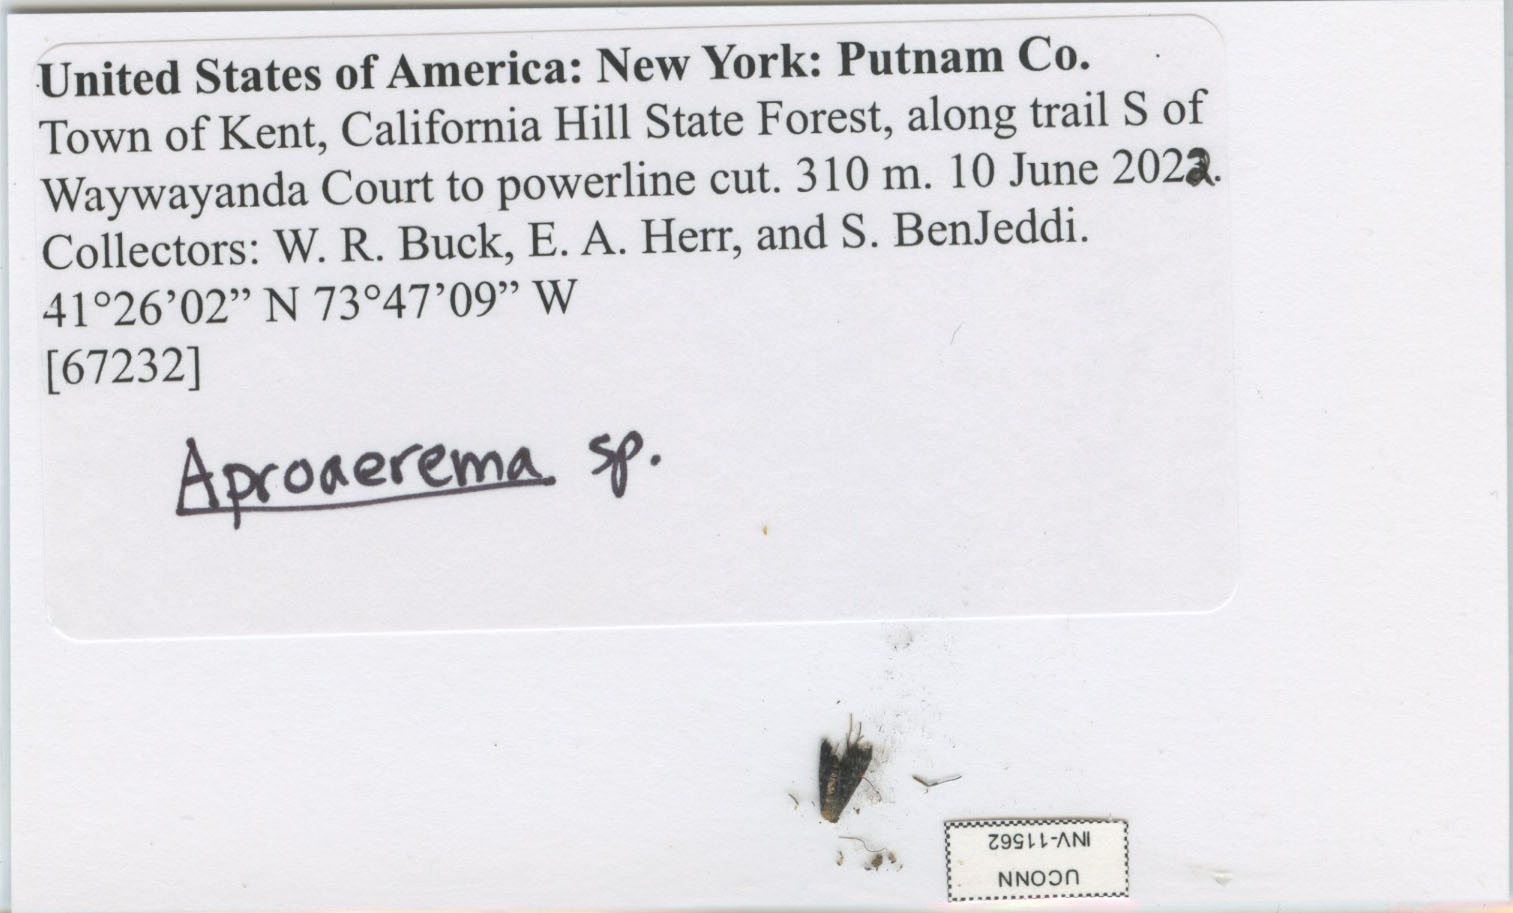 United States of America: New York: Putnam Co.
Town of Kent, California Hill State Forest, along trail S of
Waywayanda Court to powerline cut. 310 m. 10 June 2022.
Collectors: W. R. Buck, E. A. Herr, and S. BenJeddi.
41°26’02” N 73°47’09” W
[67232]
Aproaerema sp.
UCONN
INV-11562